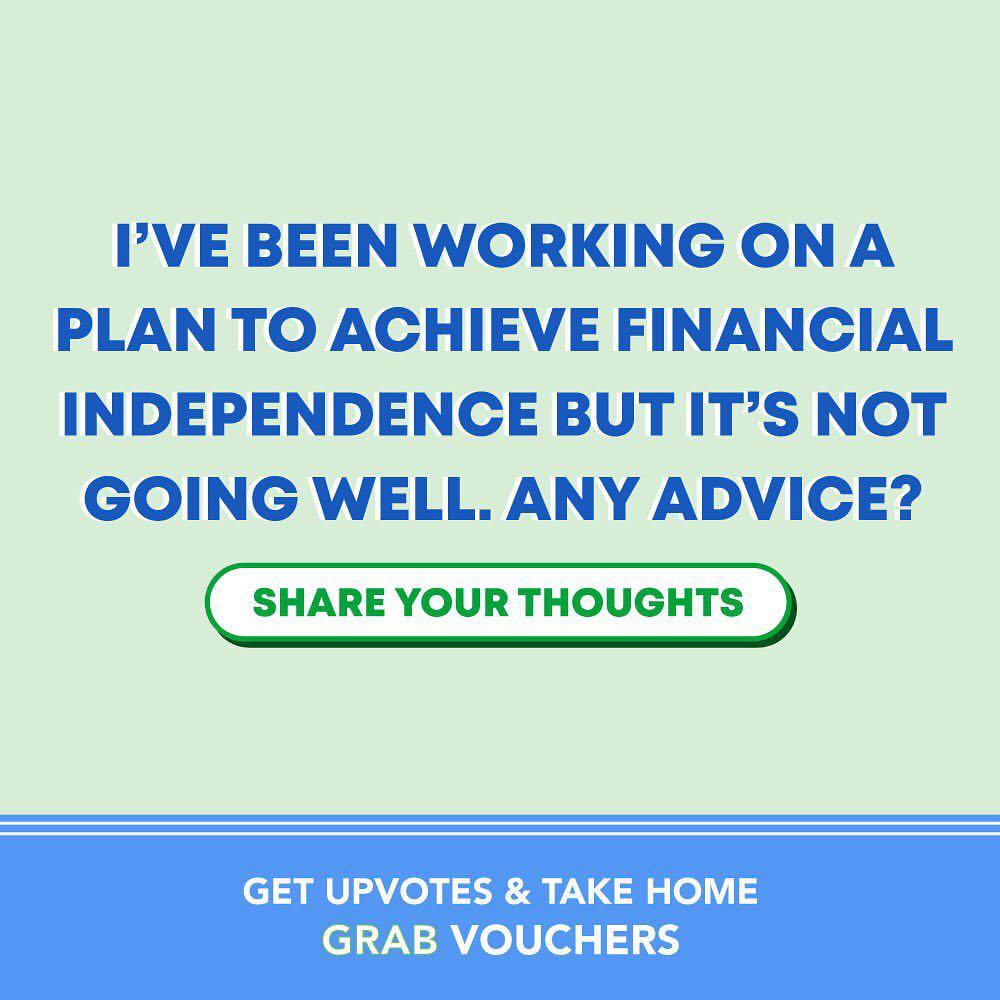 I'VE BEEN WORKING ON A
PLAN TO ACHIEVE FINANCIAL
INDEPENDENCE BUT IT'S NOT
GOING WELL. ANY ADVICE?
SHARE YOUR THOUGHTS
GET UPVOTES & TAKE HOME
GRAB VOUCHERS